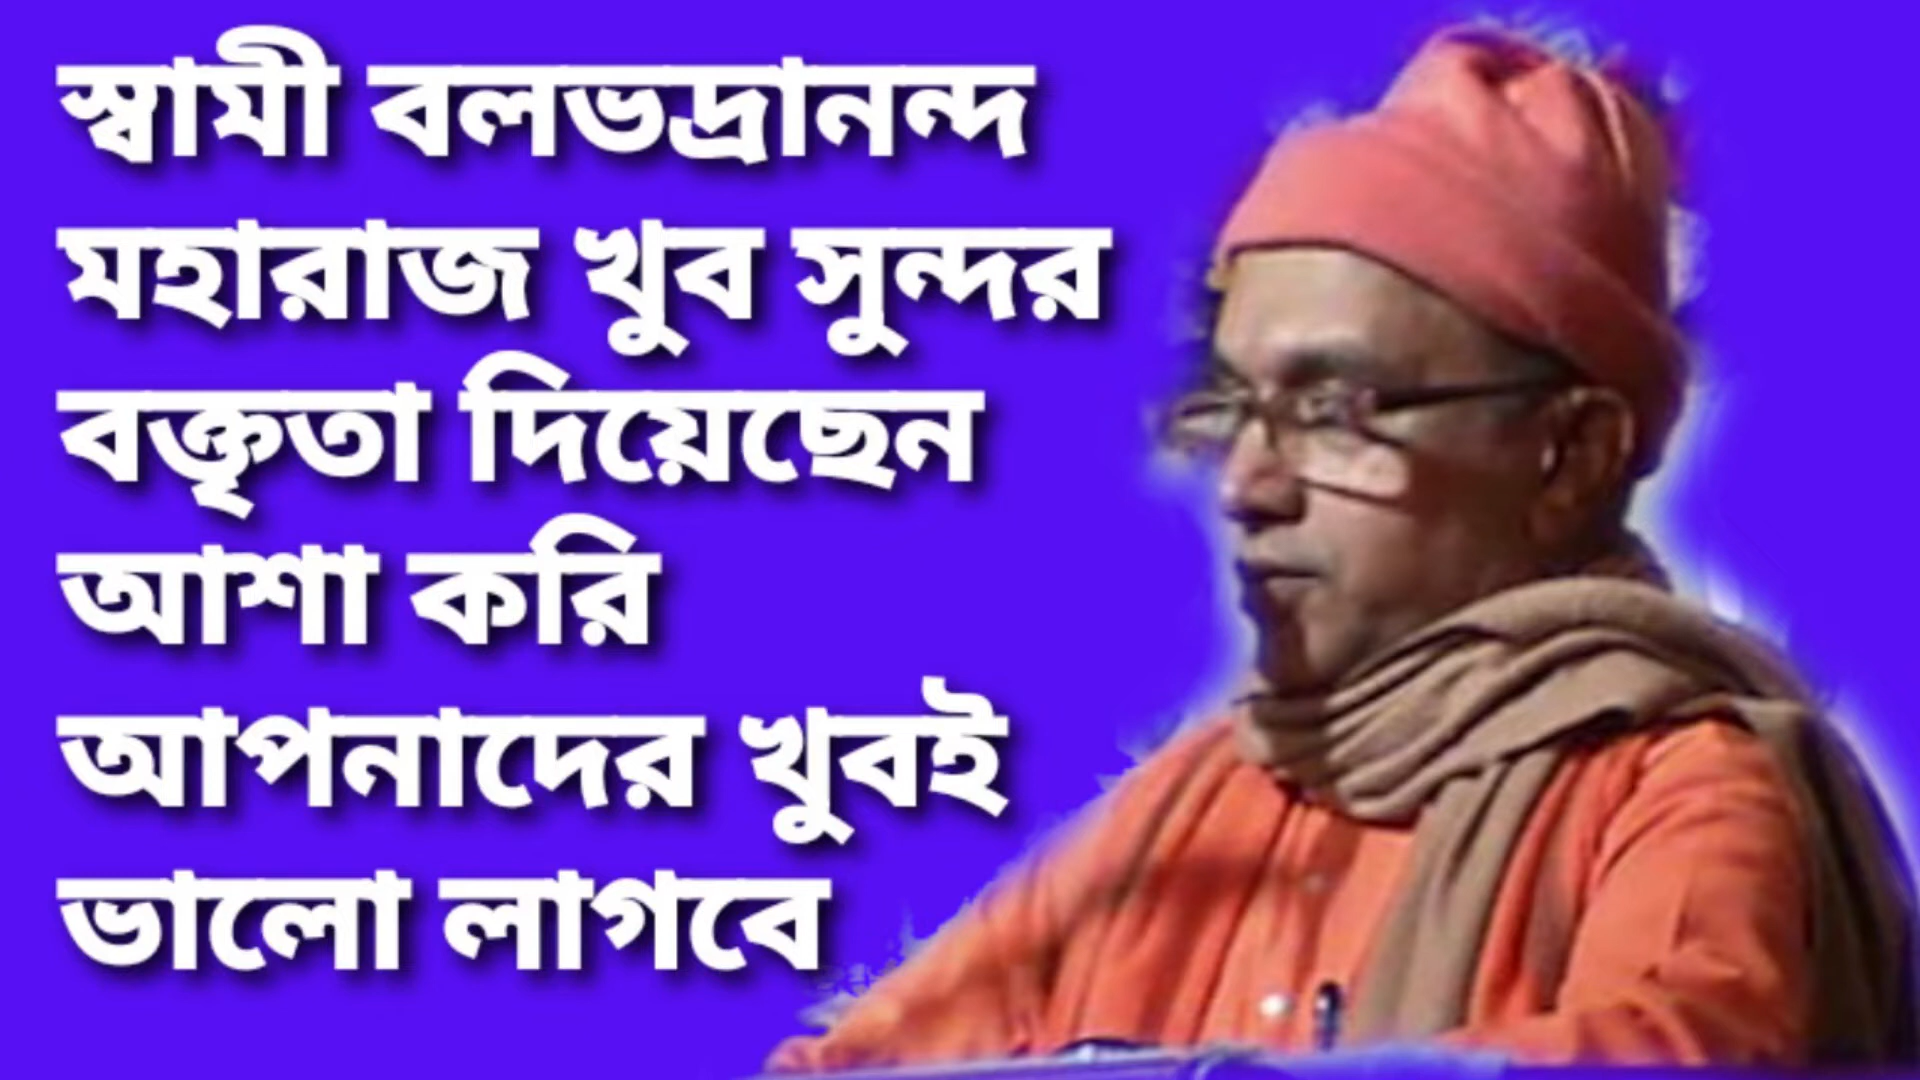 স্বামী বলভদ্রানন্দ
মহারাজ খুব সুন্দর
বক্তৃতা দিয়েছেন
আশা করি
আপনাদের খুবই
ভালো লাগবে